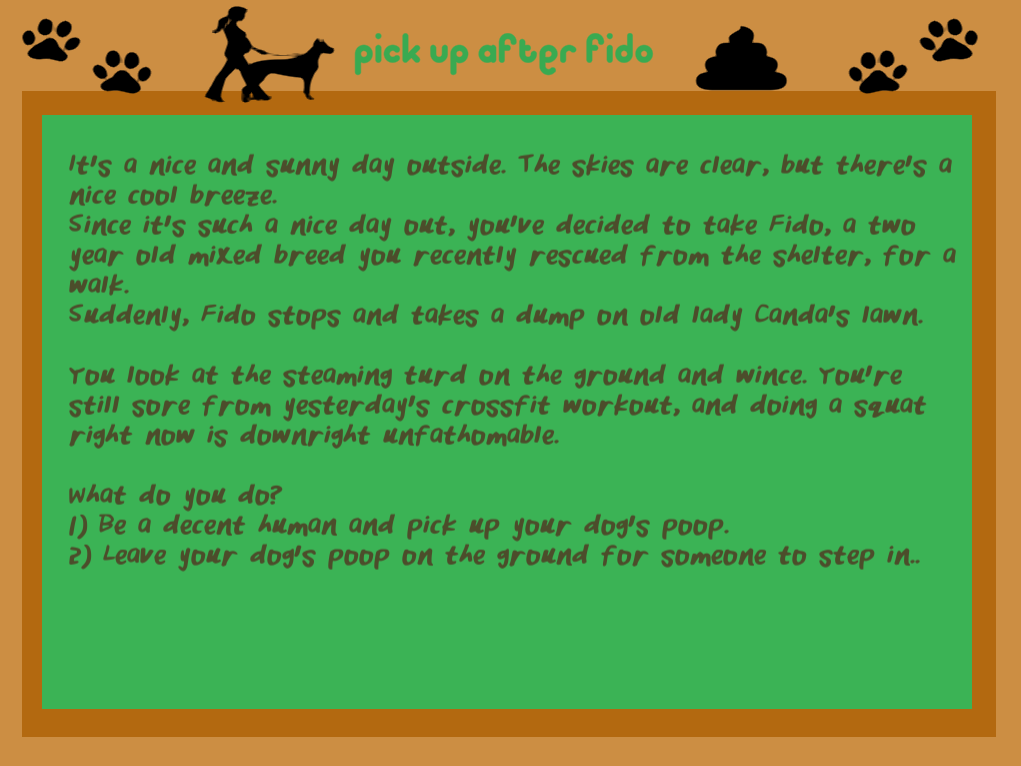 pick up after fido
It's a nice and sunny day outside. The skies are clear, but there's a
nice cool breeze.
Since it's such a nice day out, you've decided to take Fido, a two
year old mixed breed you recently rescued from the shelter, for a
walk.
Suddenly, Fido stops and takes a dump on old lady Canda's lawn.
You look at the steaming turd on the ground and wince. You're
still sore from yesterday's crossfit workout, and doing a squat
right now is downright unfathomable.
What do you do?
1) Be a decent human and pick up your dog's poop.
2) Leave your dog's poop on the ground for someone to step in..